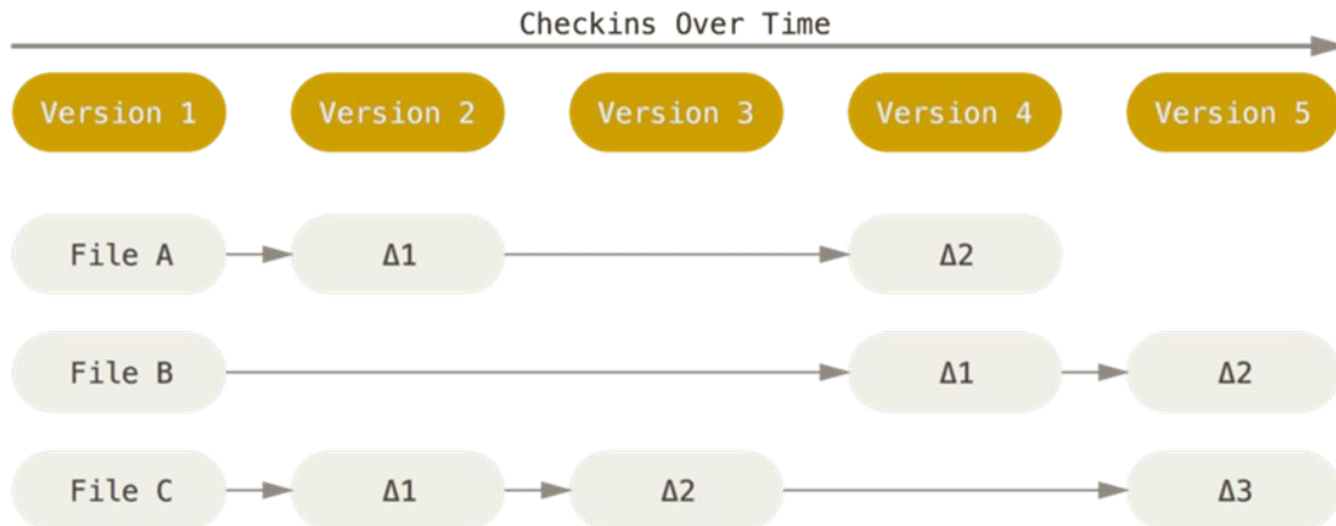 Checkins Over Time
Version 1 Version 2 Version 3 Version 4 Version 5
File A Δ1 Δ2
File B Δ1 Δ2
File C Δ1 Δ2 Δ3